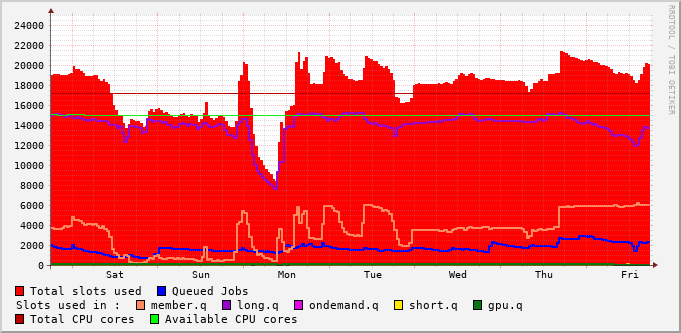 24000
22000
20000
18000
16000
14000
12000
10000
8000
6000
4000
2000
0
Sat Sun Mon Tue Wed Thu Fri
Total slots used Queued Jobs
Slots used in : member.q long.q ondemand.q short.q gpu.q
Total CPU cores Available CPU cores
RRDTOOL / TOBI OETIKER